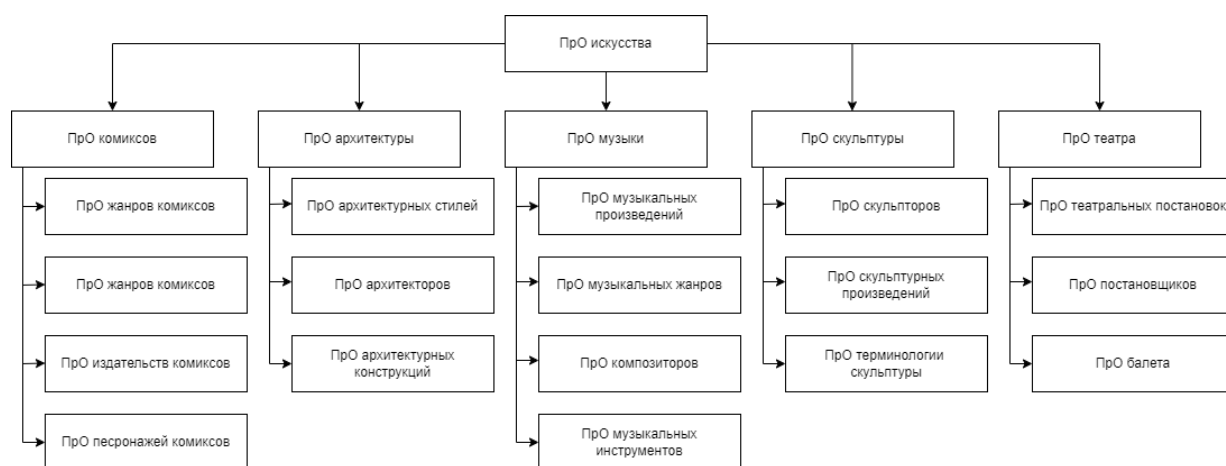 ПрО искусства
ПрО комиксов
ПрО архитектуры
ПрО музыки
ПрО скульптуры
ПрО театра
ПрО жанров комиксов
ПрО жанров комиксов
ПрО издательств комиксов
ПрО песронажей комиксов
ПрО архитектурных стилей
ПрО архитекторов
ПрО архитектурных
конструкций
ПрО музыкальных
произведений
ПрО музыкальных жанров
ПрО композиторов
ПрО музыкальных
инструментов
ПрО скульпторов
ПрО скульптурных
произведений
ПрО терминологии
скульптуры
ПрО театральных постановок
ПрО постановщиков
ПрО балета